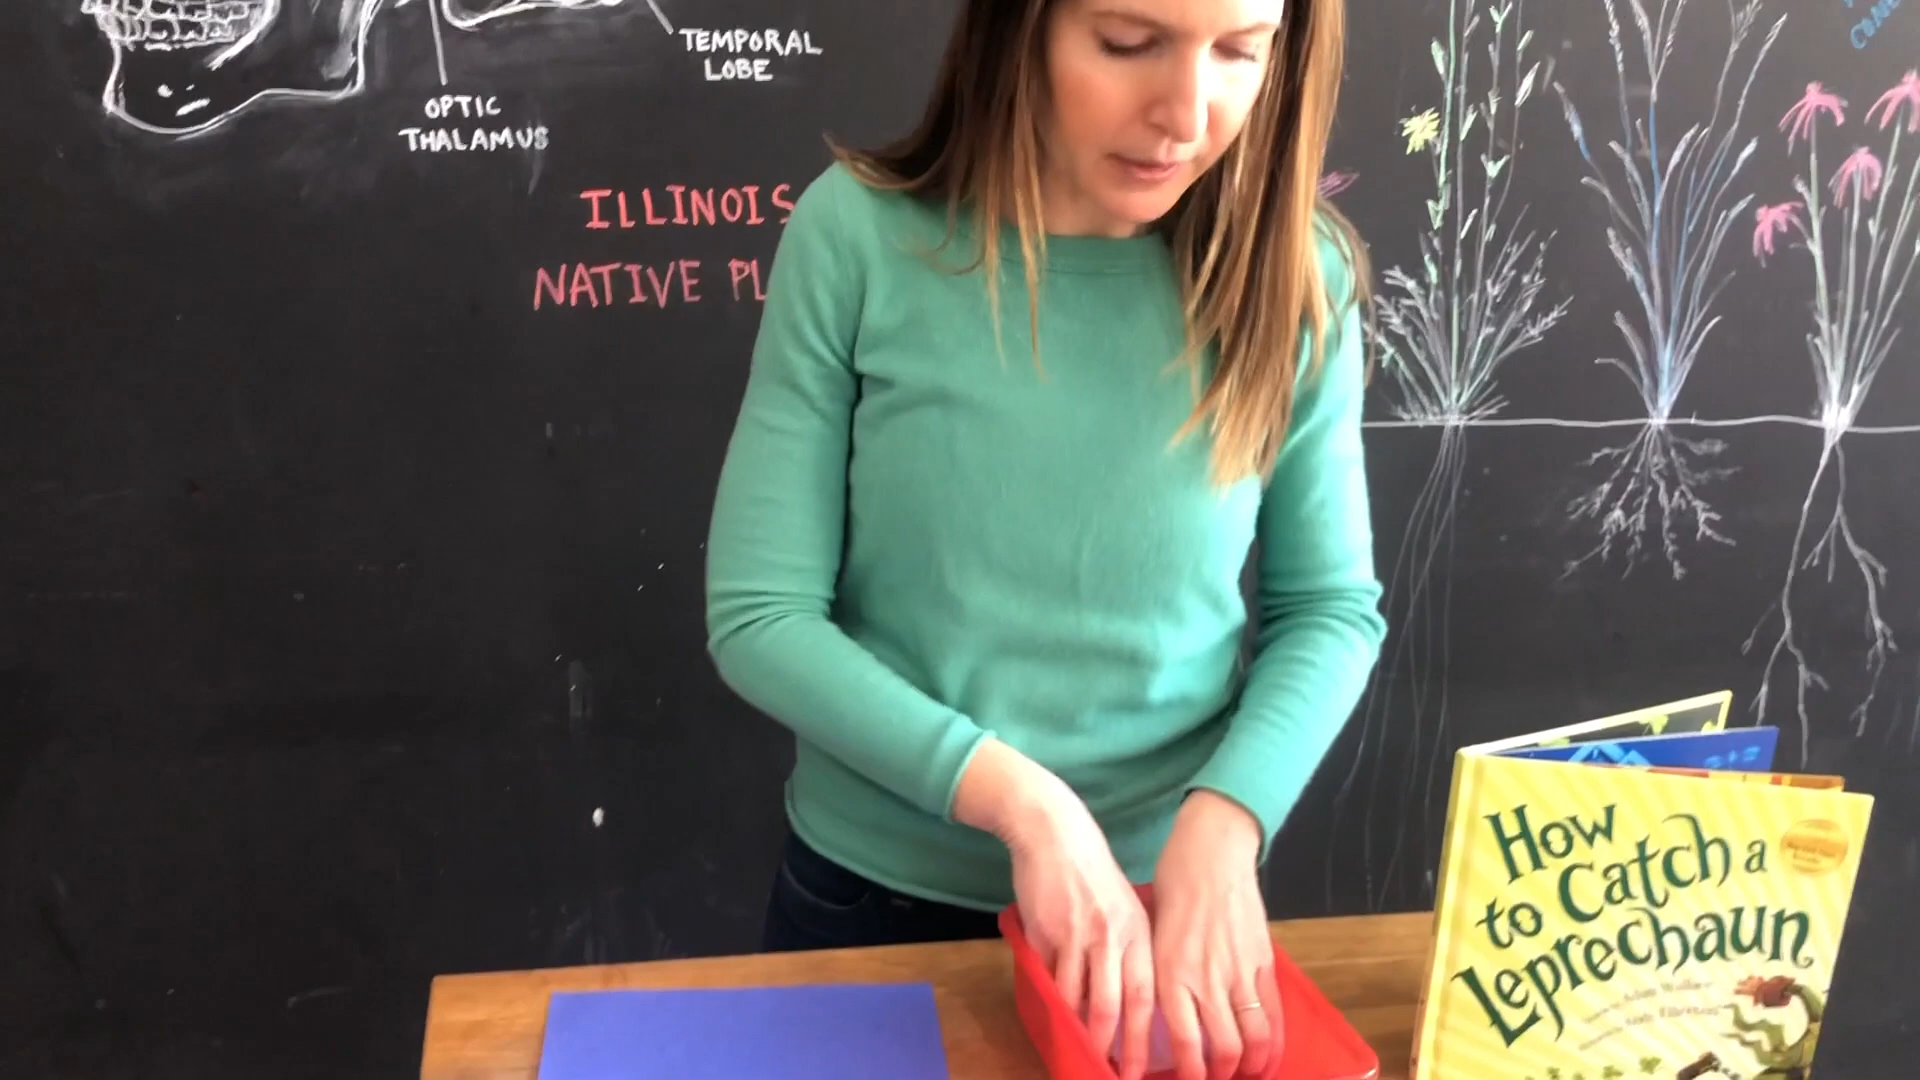 TEMPORAL
LOBE
OPTIC
THALAMUS
ILLINOIS
NATIVE PL
How
to Catch a
Leprechaun